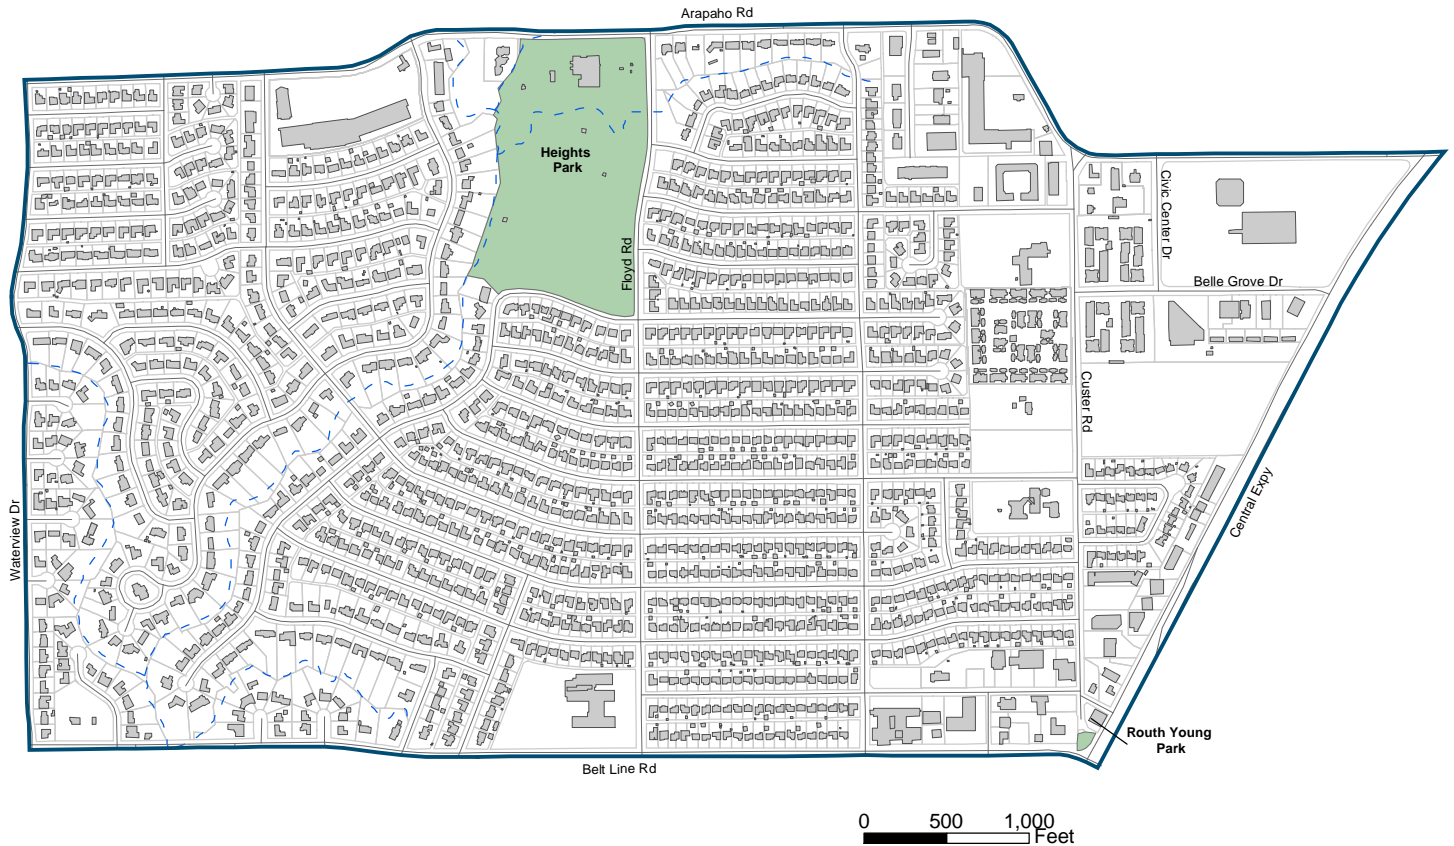 Arapaho Rd
Heights
Park
Floyd Rd
Civic Center Dr
Belle Grove Dr
Custer Rd
Central Expy
Waterview Dr
Routh Young
Park
Belt Line Rd
0 500 1,000
Feet